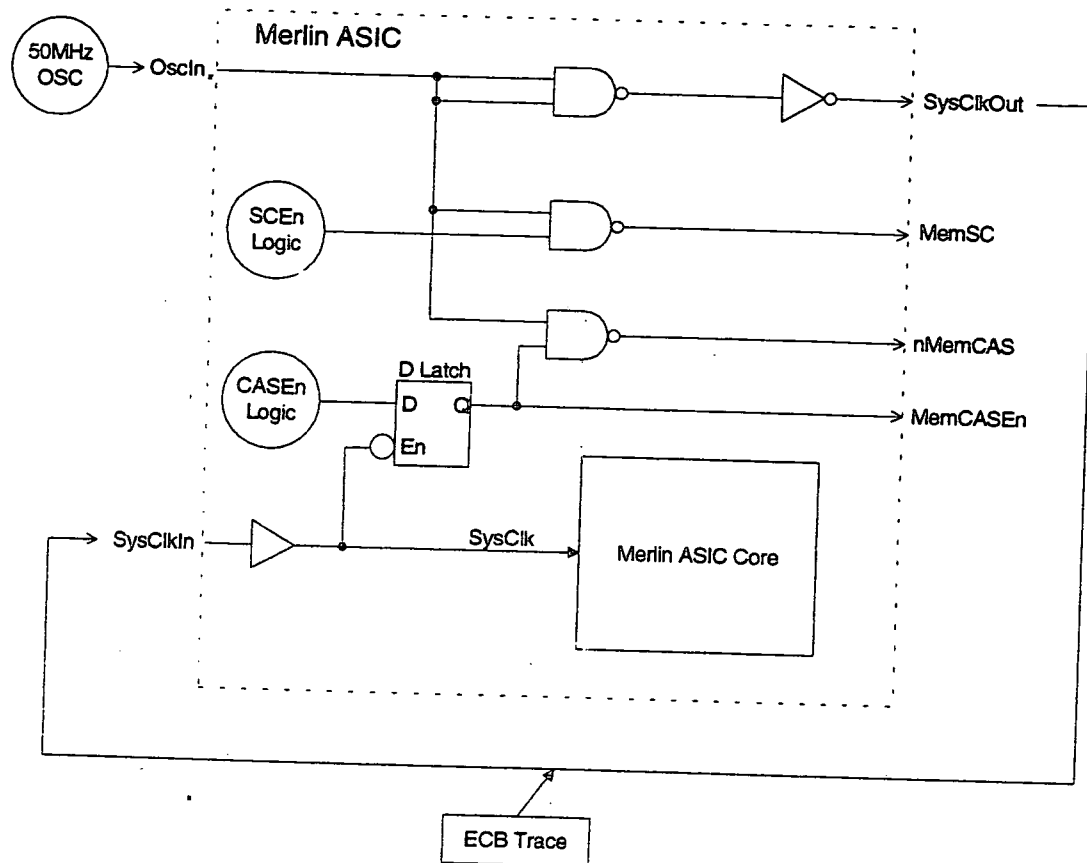 Merlin ASIC
50MHz
OSC
OscIn
SysClkOut
SCEn
Logic
MemSC
nMemCAS
D Latch
CASEn
Logic
D
Q
MemCASEn
En
SysClkIn
SysClk
Merlin ASIC Core
ECB Trace